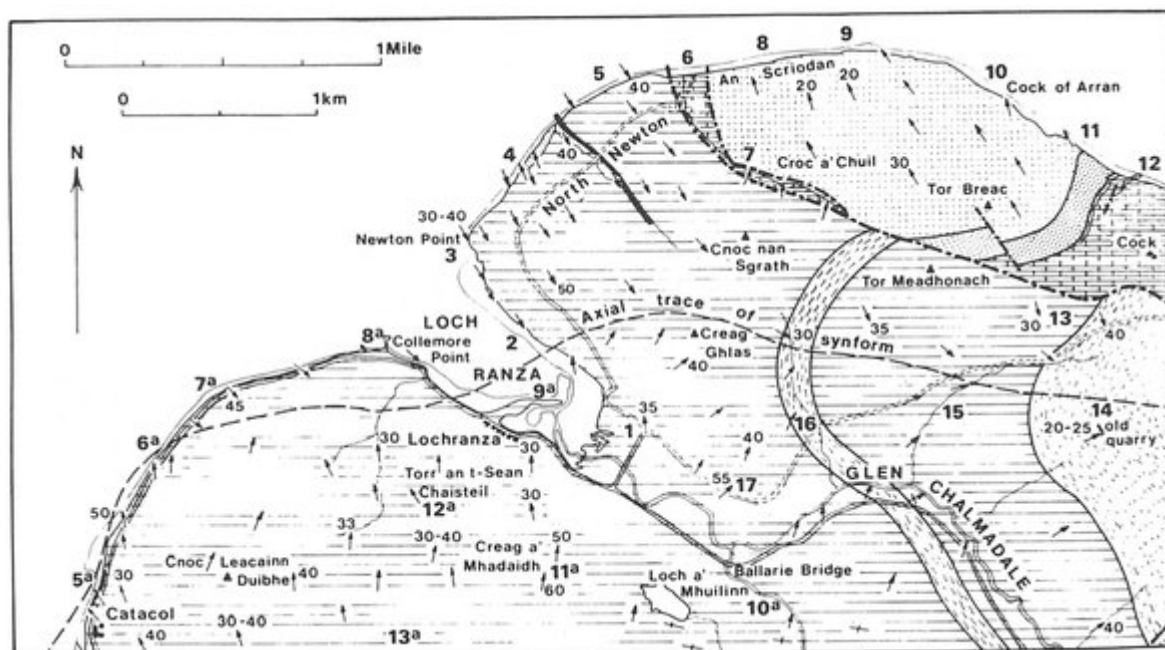 0 1 Mile
0 1km
N
5
6
8
9
10
An Scriodan
20
20
40
Cock of Arran
11
12
4
40
Newton
North
7
Croc a' Chuil
30
Tor Breac
30-40
Newton Point
3
Cnoc nan
Sgrath
Cock
Tor Meadhonach
50
Axial trace of
synform
LOCH
RANZA
8a
Collemore
Point
2
Creag
Ghlas
40
30
35
30
13
40
7a
45
9a
6a
30
Lochranza
30
35
1
40
16
15
14
20-25 old
quarry
Torr an t-Sean
Chaisteil
12a
30
55
17
GLEN
CHALMADALE
50
33
30-40
Creag a'
Mhadaidh
50
11a
60
5a
30
Cnoc Leacainn
Duibhe
40
Loch a'
Mhuilinn
Ballarie Bridge
10a
Catacol
40
30-40
13a
40